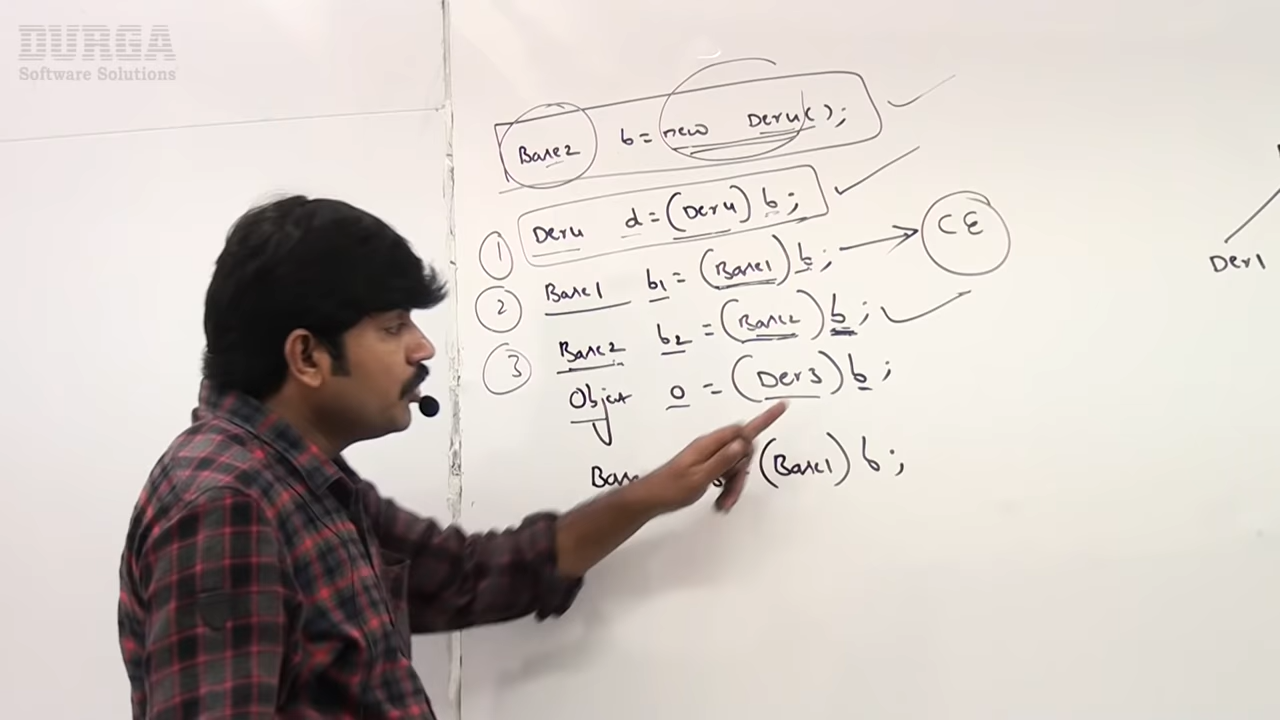 DURGA
Software Solutions
Base2 b = new Der4();
1 Der4 d = (Der4) b;
2 Base1 b1 = (Base1) b; → CE
3 Base2 b2 = (Base2) b;
Object o = (Der3) b;
(Base1) b;
Der1